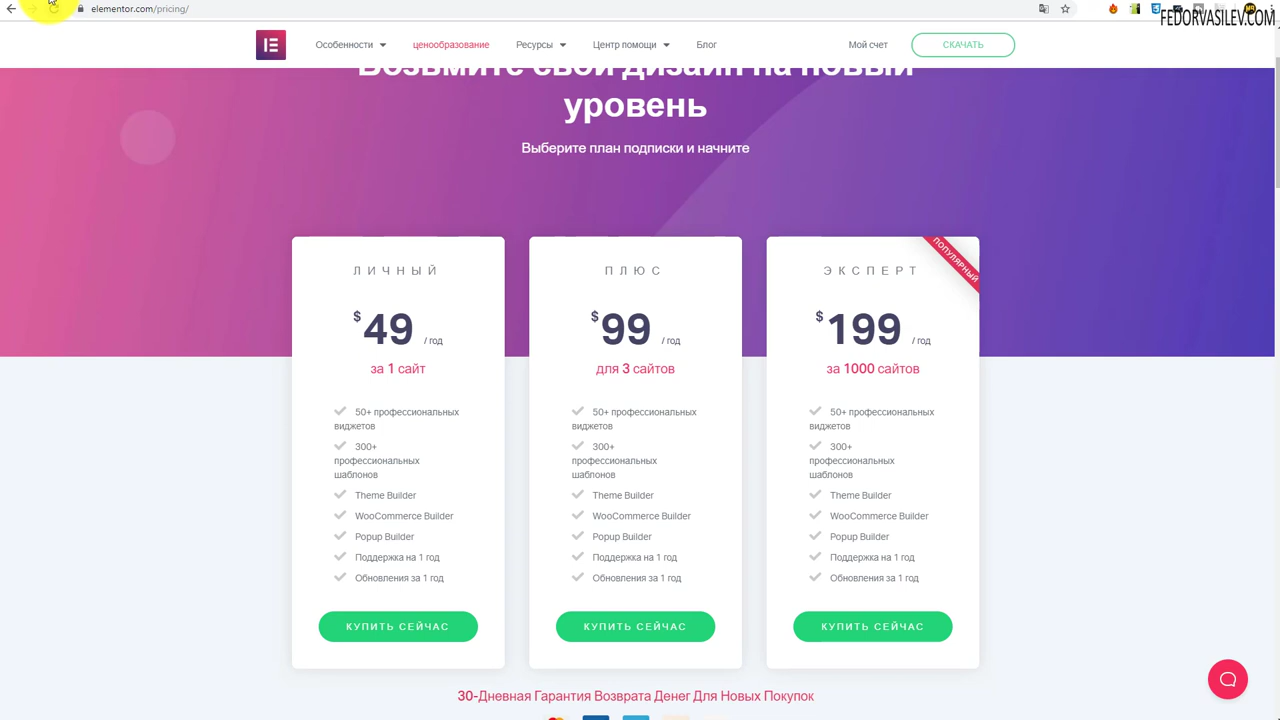 elementor.com/pricing/
FEDORVASILEV.COM
Особенности
ценообразование
Ресурсы
Центр помощи
Блог
Мой счет
СКАЧАТЬ
Возьмите свой дизайн на новый
уровень
Выберите план подписки и начните
ЛИЧНЫЙ
$49 / год
за 1 сайт
50+ профессиональных
виджетов
300+
профессиональных
шаблонов
Theme Builder
WooCommerce Builder
Popup Builder
Поддержка на 1 год
Обновления за 1 год
КУПИТЬ СЕЙЧАС
ПЛЮС
$99 / год
для 3 сайтов
50+ профессиональных
виджетов
300+
профессиональных
шаблонов
Theme Builder
WooCommerce Builder
Popup Builder
Поддержка на 1 год
Обновления за 1 год
КУПИТЬ СЕЙЧАС
ПОПУЛЯРНЫЙ
ЭКСПЕРТ
$199 / год
за 1000 сайтов
50+ профессиональных
виджетов
300+
профессиональных
шаблонов
Theme Builder
WooCommerce Builder
Popup Builder
Поддержка на 1 год
Обновления за 1 год
КУПИТЬ СЕЙЧАС
30-Дневная Гарантия Возврата Денег Для Новых Покупок